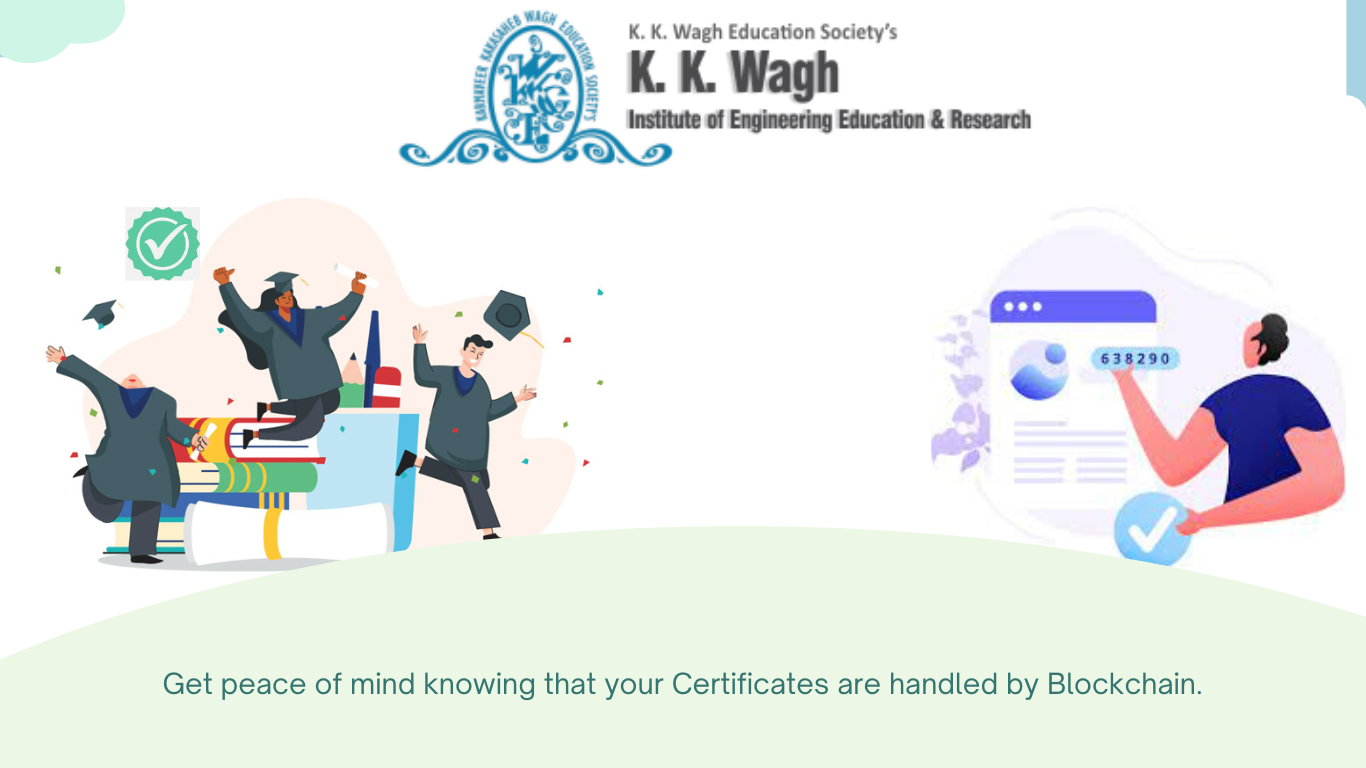 KARMAVEER KAKASAHEB WAGH EDUCATION SOCIETY'S
K. K. Wagh Education Society's
K. K. Wagh
Institute of Engineering Education & Research
638290
Get peace of mind knowing that your Certificates are handled by Blockchain.